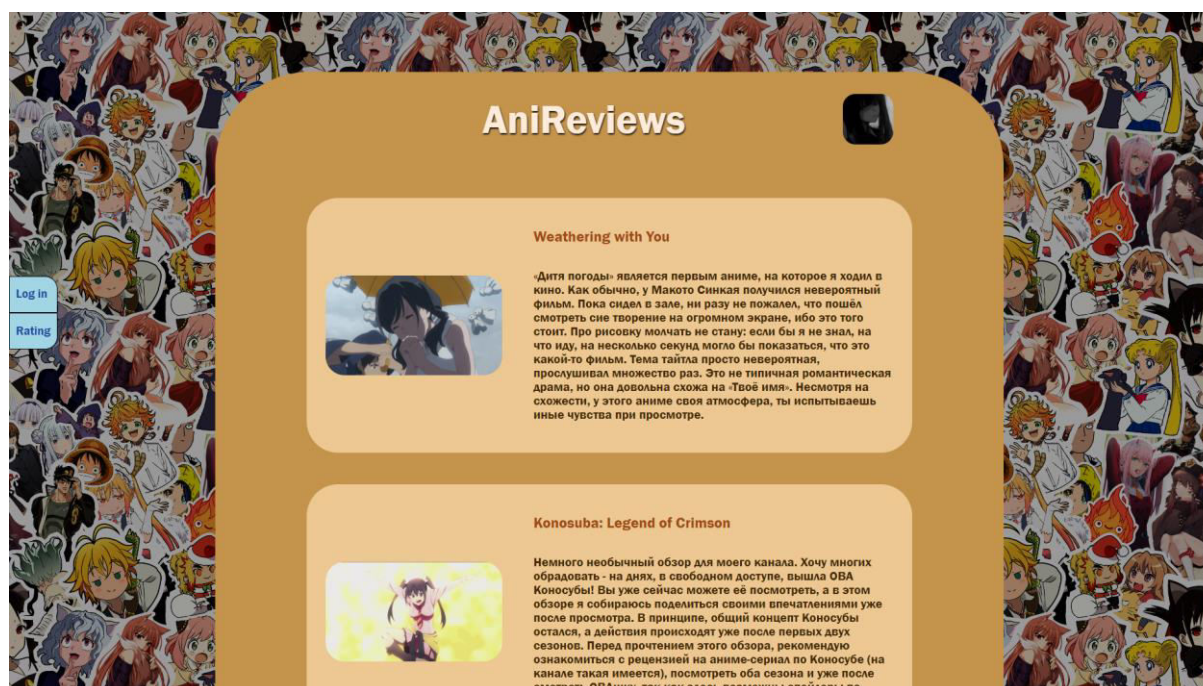 AniReviews
Log in
Rating
Weathering with You
«Дитя погоды» является первым аниме, на которое я ходил в
кино. Как обычно, у Макото Синкая получился невероятный
фильм. Пока сидел в зале, ни разу не пожалел, что пошёл
смотреть сие творение на огромном экране, ибо это того
стоит. Про рисовку молчать не стану: если бы я не знал, на
что иду, на несколько секунд могло бы показаться, что это
какой-то фильм. Тема тайтла просто невероятная,
прослушивал множество раз. Это не типичная романтическая
драма, но она довольна схожа на «Твоё имя». Несмотря на
схожести, у этого аниме своя атмосфера, ты испытываешь
иные чувства при просмотре.
Konosuba: Legend of Crimson
Немного необычный обзор для моего канала. Хочу многих
обрадовать - на днях, в свободном доступе, вышла ОВА
Коносубы! Вы уже сейчас можете её посмотреть, а в этом
обзоре я собираюсь поделиться своими впечатлениями уже
после просмотра. В принципе, общий концепт Коносубы
остался, а действия происходят уже после первых двух
сезонов. Перед прочтением этого обзора, рекомендую
ознакомиться с рецензией на аниме-сериал по Коносубе (на
канале такая имеется), посмотреть оба сезона и уже после